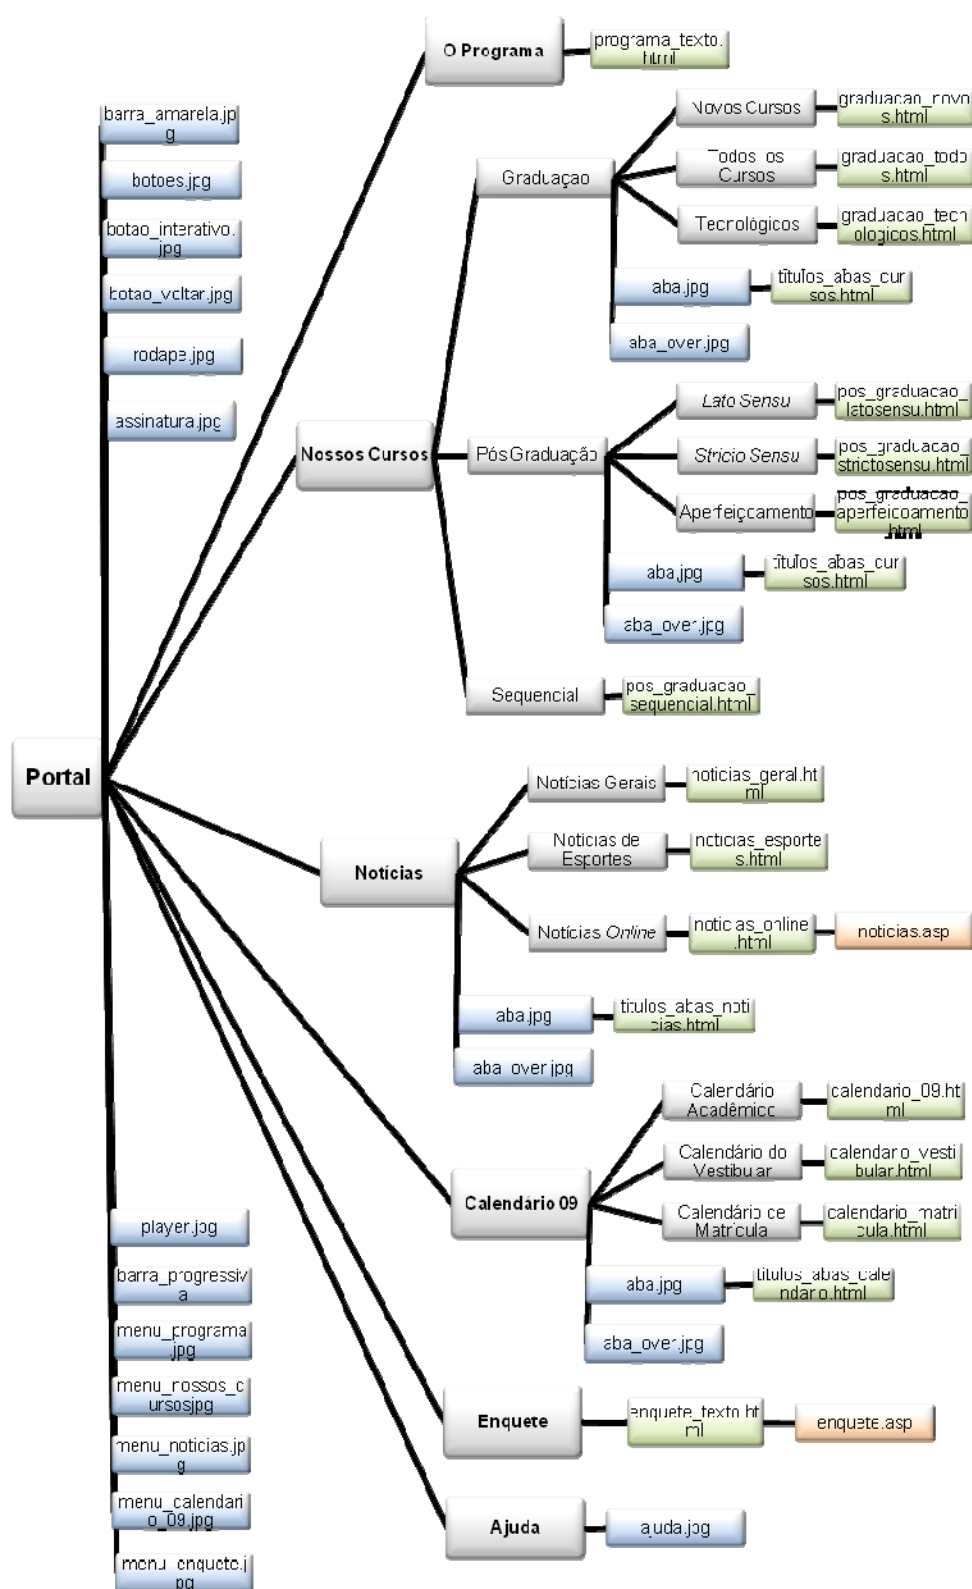 O Programa
programa_texto.
html
barra_amarela.jp
g
botoes.jpg
botao_interativo.
jpg
botao_voltar.jpg
rodape.jpg
assinatura.jpg
Novos Cursos
graduacao_novo
s.html
Graduação
Todos os
Cursos
graduacao_todo
s.html
Tecnológicos
graduacao_tecn
ologicos.html
aba.jpg
titulos_abas_cur
sos.html
aba_over.jpg
Nossos Cursos
Pós Graduação
Lato Sensu
pos_graduacao_
latosensu.html
Stricto Sensu
pos_graduacao_
strictosensu.html
Aperfeiçoamento
pos_graduacao_
aperfeicoamento
.html
aba.jpg
titulos_abas_cur
sos.html
aba_over.jpg
Sequencial
pos_graduacao_
sequencial.html
Portal
Notícias
Notícias Gerais
noticias_geral.ht
ml
Notícias de
Esportes
noticias_esporte
s.html
Notícias Online
noticias_online
.html
noticias.asp
aba.jpg
titulos_abas_noti
cias.html
aba_over.jpg
Calendário 09
Calendário
Acadêmico
calendario_09.ht
ml
Calendário do
Vestibular
calendario_vesti
bular.html
Calendário de
Matrícula
calendario_matri
cula.html
aba.jpg
titulos_abas_cale
ndario.html
aba_over.jpg
player.jpg
barra_progressiv
a
menu_programa
.jpg
menu_nossos_c
ursosjpg
menu_noticias.jp
g
menu_calendari
o_09.jpg
menu_enquete.j
pg
Enquete
enquete_texto.ht
ml
enquete.asp
Ajuda
ajuda.jpg